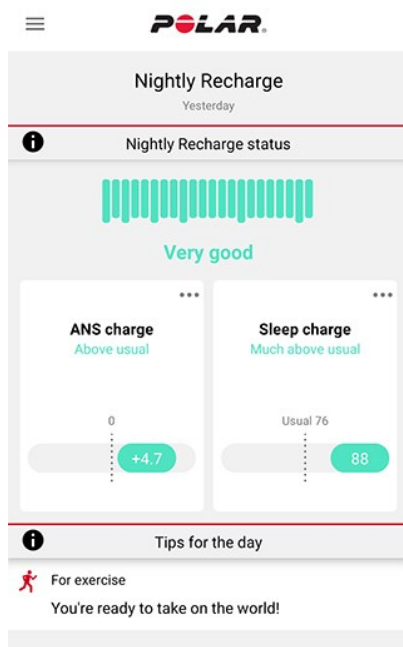 POLAR.
Nightly Recharge
Yesterday
Nightly Recharge status
Very good
ANS charge
Above usual
0
+4.7
Sleep charge
Much above usual
Usual 76
88
Tips for the day
For exercise
You're ready to take on the world!